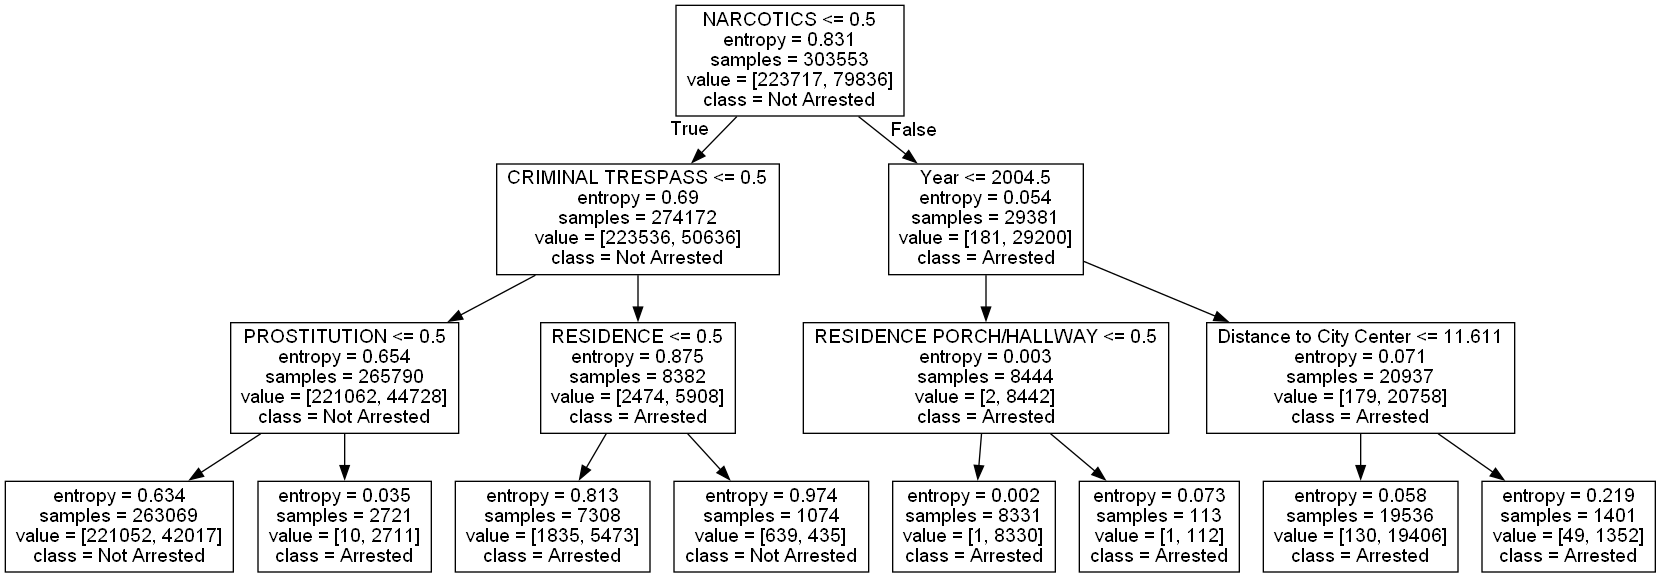 NARCOTICS <= 0.5
entropy = 0.831
samples = 303553
value = [223717, 79836]
class = Not Arrested
True
False
CRIMINAL TRESPASS <= 0.5
entropy = 0.69
samples = 274172
value = [223536, 50636]
class = Not Arrested
Year <= 2004.5
entropy = 0.054
samples = 29381
value = [181, 29200]
class = Arrested
PROSTITUTION <= 0.5
entropy = 0.654
samples = 265790
value = [221062, 44728]
class = Not Arrested
RESIDENCE <= 0.5
entropy = 0.875
samples = 8382
value = [2474, 5908]
class = Arrested
RESIDENCE PORCH/HALLWAY <= 0.5
entropy = 0.003
samples = 8444
value = [2, 8442]
class = Arrested
Distance to City Center <= 11.611
entropy = 0.071
samples = 20937
value = [179, 20758]
class = Arrested
entropy = 0.634
samples = 263069
value = [221052, 42017]
class = Not Arrested
entropy = 0.035
samples = 2721
value = [10, 2711]
class = Arrested
entropy = 0.813
samples = 7308
value = [1835, 5473]
class = Arrested
entropy = 0.974
samples = 1074
value = [639, 435]
class = Not Arrested
entropy = 0.002
samples = 8331
value = [1, 8330]
class = Arrested
entropy = 0.073
samples = 113
value = [1, 112]
class = Arrested
entropy = 0.058
samples = 19536
value = [130, 19406]
class = Arrested
entropy = 0.219
samples = 1401
value = [49, 1352]
class = Arrested